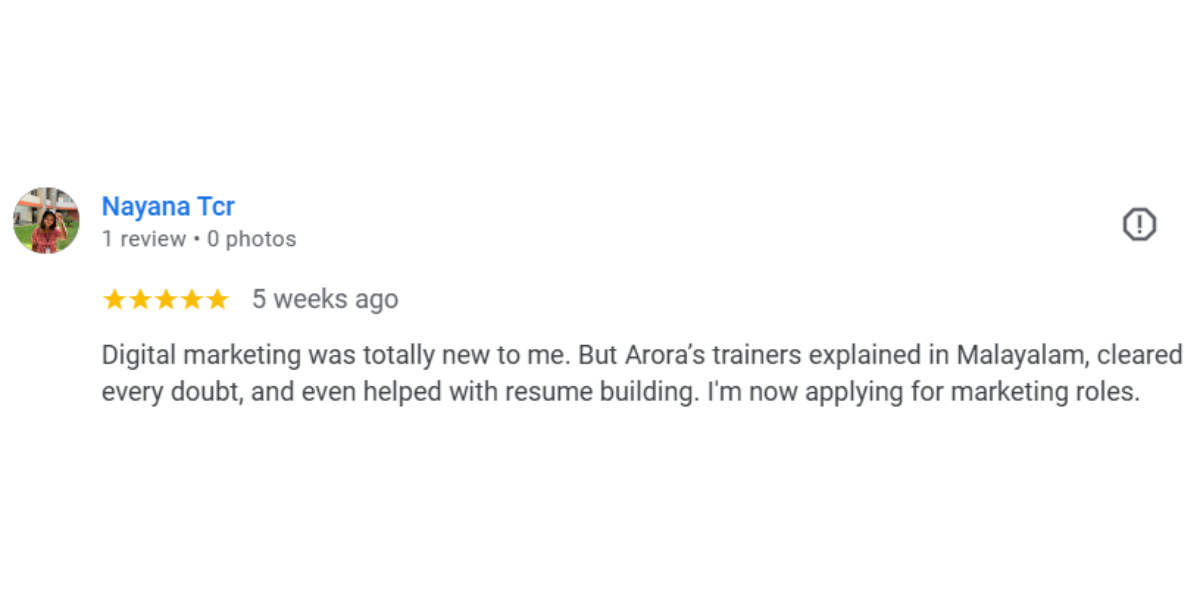 Nayana Tcr
1 review • 0 photos
5 weeks ago
Digital marketing was totally new to me. But Arora’s trainers explained in Malayalam, cleared
every doubt, and even helped with resume building. I'm now applying for marketing roles.